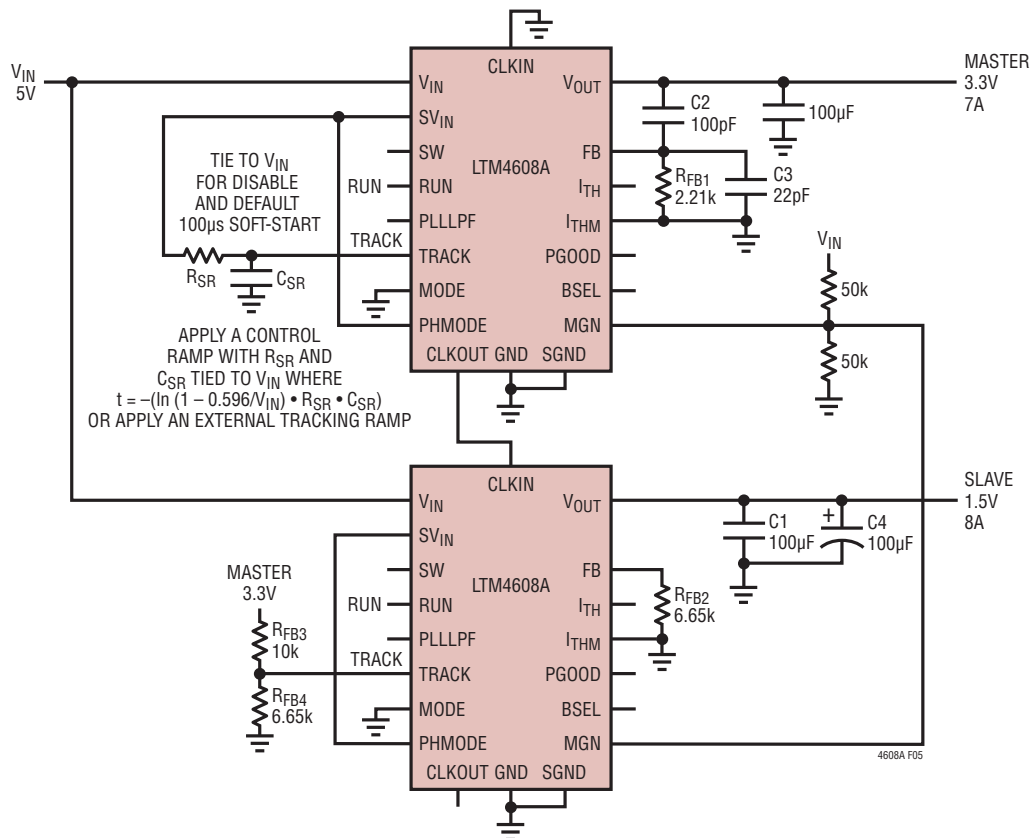 CLKIN
VIN
5V
VIN
SVIN
SW
RUN
RUN
PLLLPF
TRACK
TRACK
MODE
PHMODE
LTM4608A
VOUT
FB
ITH
ITHM
PGOOD
BSEL
MGN
CLKOUT GND SGND
C2
100pF
100µF
MASTER
3.3V
7A
RFB1
2.21k
C3
22pF
VIN
50k
50k
TIE TO VIN
FOR DISABLE
AND DEFAULT
100µs SOFT-START
RSR
CSR
APPLY A CONTROL
RAMP WITH RSR AND
CSR TIED TO VIN WHERE
t = –(ln (1 – 0.596/VIN) • RSR • CSR)
OR APPLY AN EXTERNAL TRACKING RAMP
CLKIN
VIN
SVIN
SW
RUN
RUN
PLLLPF
TRACK
TRACK
MODE
PHMODE
LTM4608A
VOUT
FB
ITH
ITHM
PGOOD
BSEL
MGN
CLKOUT GND SGND
SLAVE
1.5V
8A
C1
100µF
+
C4
100µF
RFB2
6.65k
MASTER
3.3V
RFB3
10k
RFB4
6.65k
4608A F05